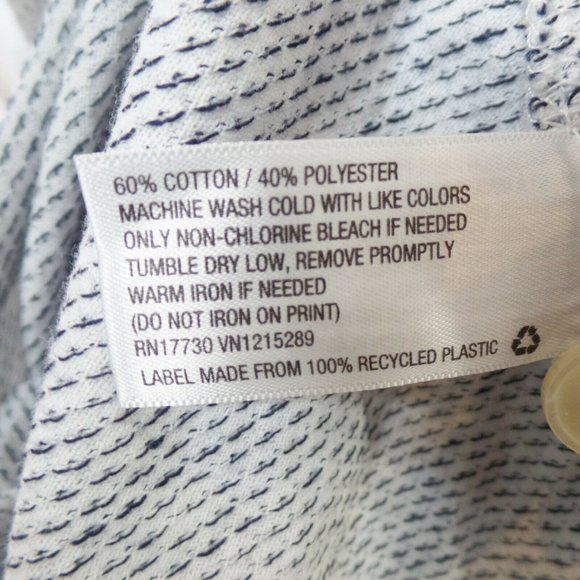 60% COTTON / 40% POLYESTER
MACHINE WASH COLD WITH LIKE COLORS
ONLY NON-CHLORINE BLEACH IF NEEDED
TUMBLE DRY LOW, REMOVE PROMPTLY
WARM IRON IF NEEDED
(DO NOT IRON ON PRINT)
RN17730 VN1215289
LABEL MADE FROM 100% RECYCLED PLASTIC